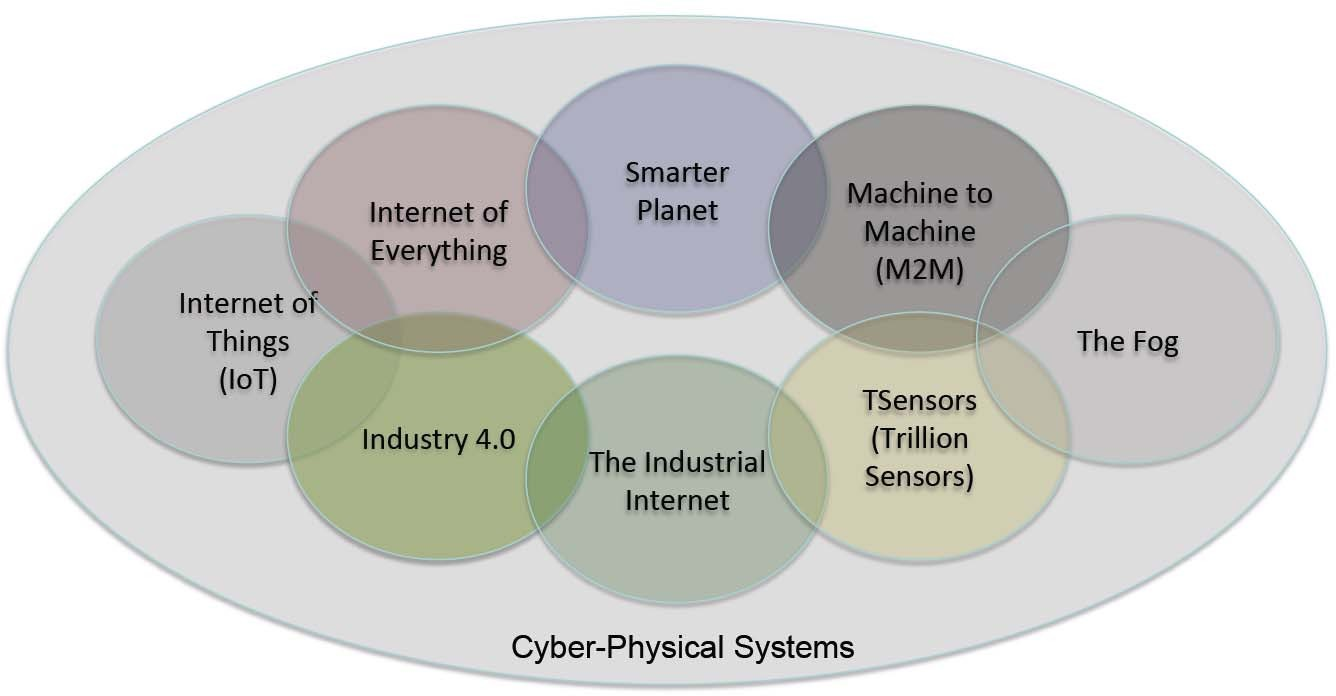 Smarter
Planet
Internet of
Everything
Machine to
Machine
(M2M)
Internet of
Things
(IoT)
The Fog
Industry 4.0
The Industrial
Internet
TSensors
(Trillion
Sensors)
Cyber-Physical Systems